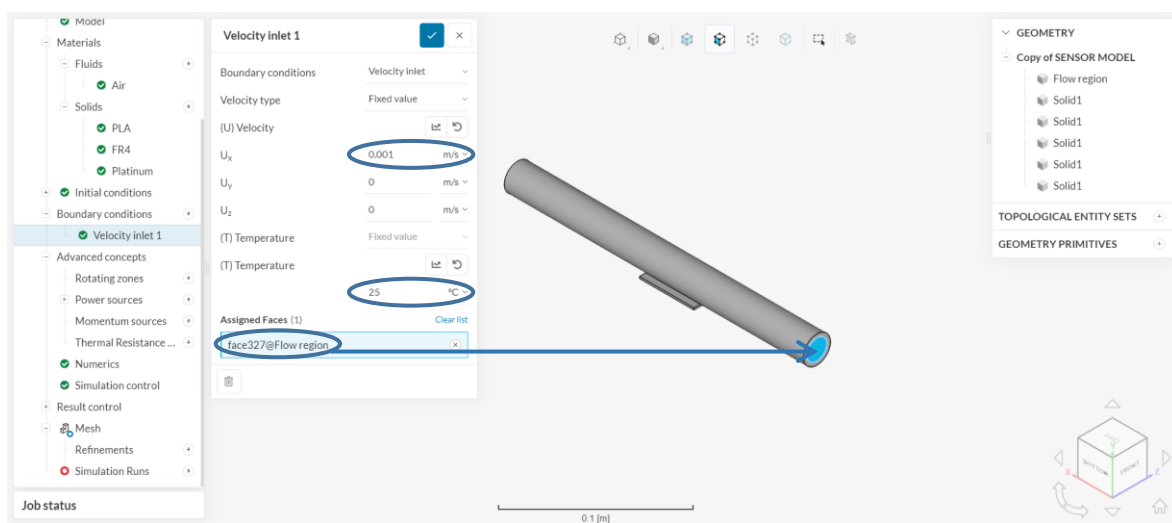 Model
Materials
Fluids
Air
Solids
PLA
FR4
Platinum
Initial conditions
Boundary conditions
Velocity inlet 1
Advanced concepts
Rotating zones
Power sources
Momentum sources
Thermal Resistance ...
Numerics
Simulation control
Result control
Mesh
Refinements
Simulation Runs
Job status
Velocity inlet 1
Boundary conditions Velocity inlet
Velocity type Fixed value
(U) Velocity
Ux 0.001 m/s
Uy 0 m/s
Uz 0 m/s
(T) Temperature Fixed value
(T) Temperature
25 °C
Assigned Faces (1) Clear list
face327@Flow region
0.1 [m]
GEOMETRY
Copy of SENSOR MODEL
Flow region
Solid1
Solid1
Solid1
Solid1
Solid1
TOPOLOGICAL ENTITY SETS
GEOMETRY PRIMITIVES
BOTTOM
FRONT
X
Z